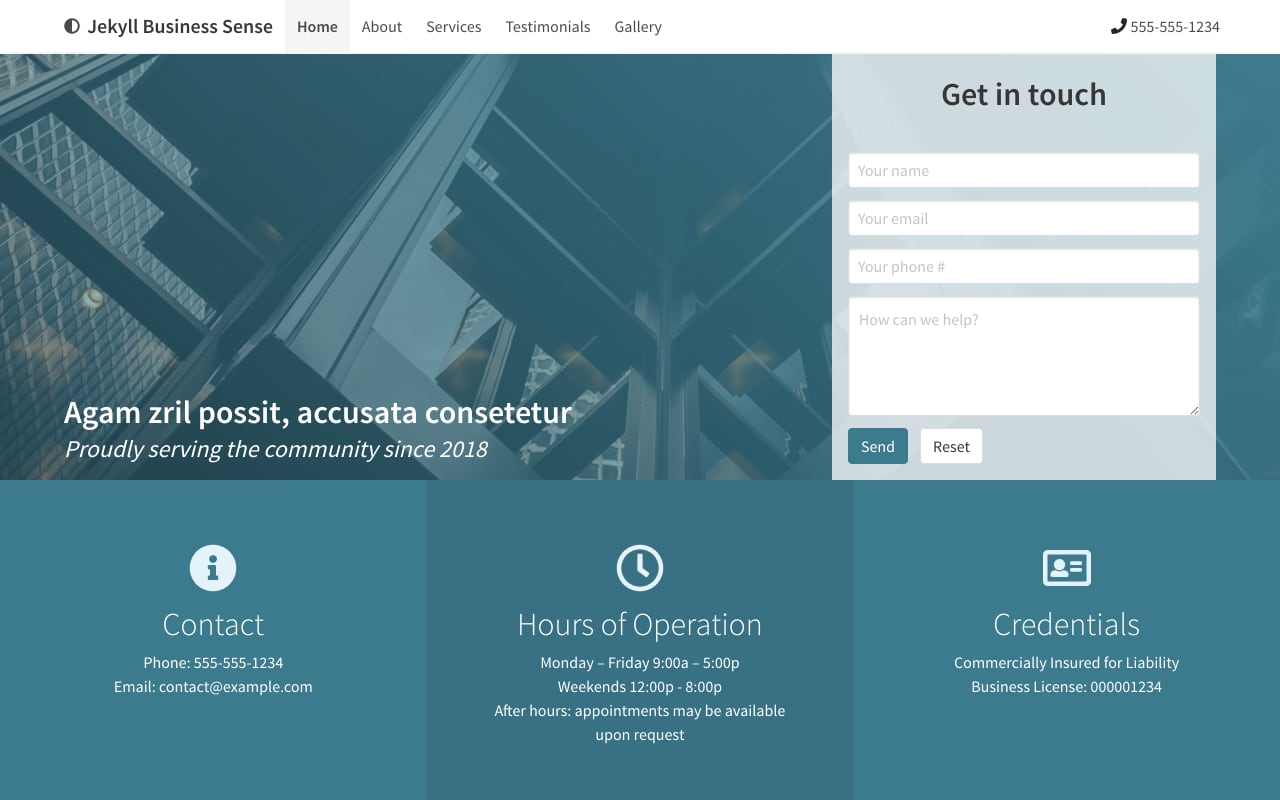 Jekyll Business Sense
Home
About
Services
Testimonials
Gallery
555-555-1234
Get in touch
Your name
Your email
Your phone #
How can we help?
Send
Reset
Agam zril possit, accusata consetetur
Proudly serving the community since 2018
Contact
Phone: 555-555-1234
Email: contact@example.com
Hours of Operation
Monday – Friday 9:00a – 5:00p
Weekends 12:00p - 8:00p
After hours: appointments may be available
upon request
Credentials
Commercially Insured for Liability
Business License: 000001234